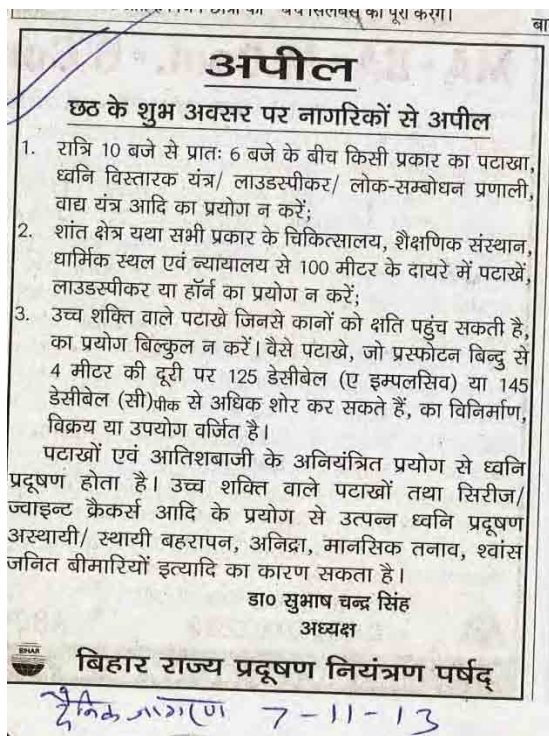 सिलेबस को पूरा करेंगे।
बा
अपील
छठ के शुभ अवसर पर नागरिकों से अपील
1. रात्रि 10 बजे से प्रातः 6 बजे के बीच किसी प्रकार का पटाखा,
ध्वनि विस्तारक यंत्र/ लाउडस्पीकर/ लोक-सम्बोधन प्रणाली,
वाद्य यंत्र आदि का प्रयोग न करें;
2. शांत क्षेत्र यथा सभी प्रकार के चिकित्सालय, शैक्षणिक संस्थान,
धार्मिक स्थल एवं न्यायालय से 100 मीटर के दायरे में पटाखें,
लाउडस्पीकर या हॉर्न का प्रयोग न करें;
3. उच्च शक्ति वाले पटाखे जिनसे कानों को क्षति पहुंच सकती है,
का प्रयोग बिल्कुल न करें। वैसे पटाखे, जो प्रस्फोटन बिन्दु से
4 मीटर की दूरी पर 125 डेसीबेल (ए इम्पलसिव) या 145
डेसीबेल (सी)पीक से अधिक शोर कर सकते हैं, का विनिर्माण,
विक्रय या उपयोग वर्जित है।
पटाखों एवं आतिशबाजी के अनियंत्रित प्रयोग से ध्वनि
प्रदूषण होता है। उच्च शक्ति वाले पटाखों तथा सिरीज/
ज्वाइन्ट क्रैकर्स आदि के प्रयोग से उत्पन्न ध्वनि प्रदूषण
अस्थायी/ स्थायी बहरापन, अनिद्रा, मानसिक तनाव, श्वांस
जनित बीमारियों इत्यादि का कारण सकता है।
डा० सुभाष चन्द्र सिंह
अध्यक्ष
BIHAR
बिहार राज्य प्रदूषण नियंत्रण पर्षद्
दैनिक जागरण 7-11-13